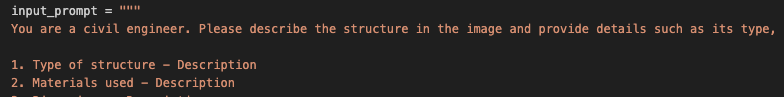 input_prompt = """
You are a civil engineer. Please describe the structure in the image and provide details such as its type,
1. Type of structure – Description
2. Materials used – Description